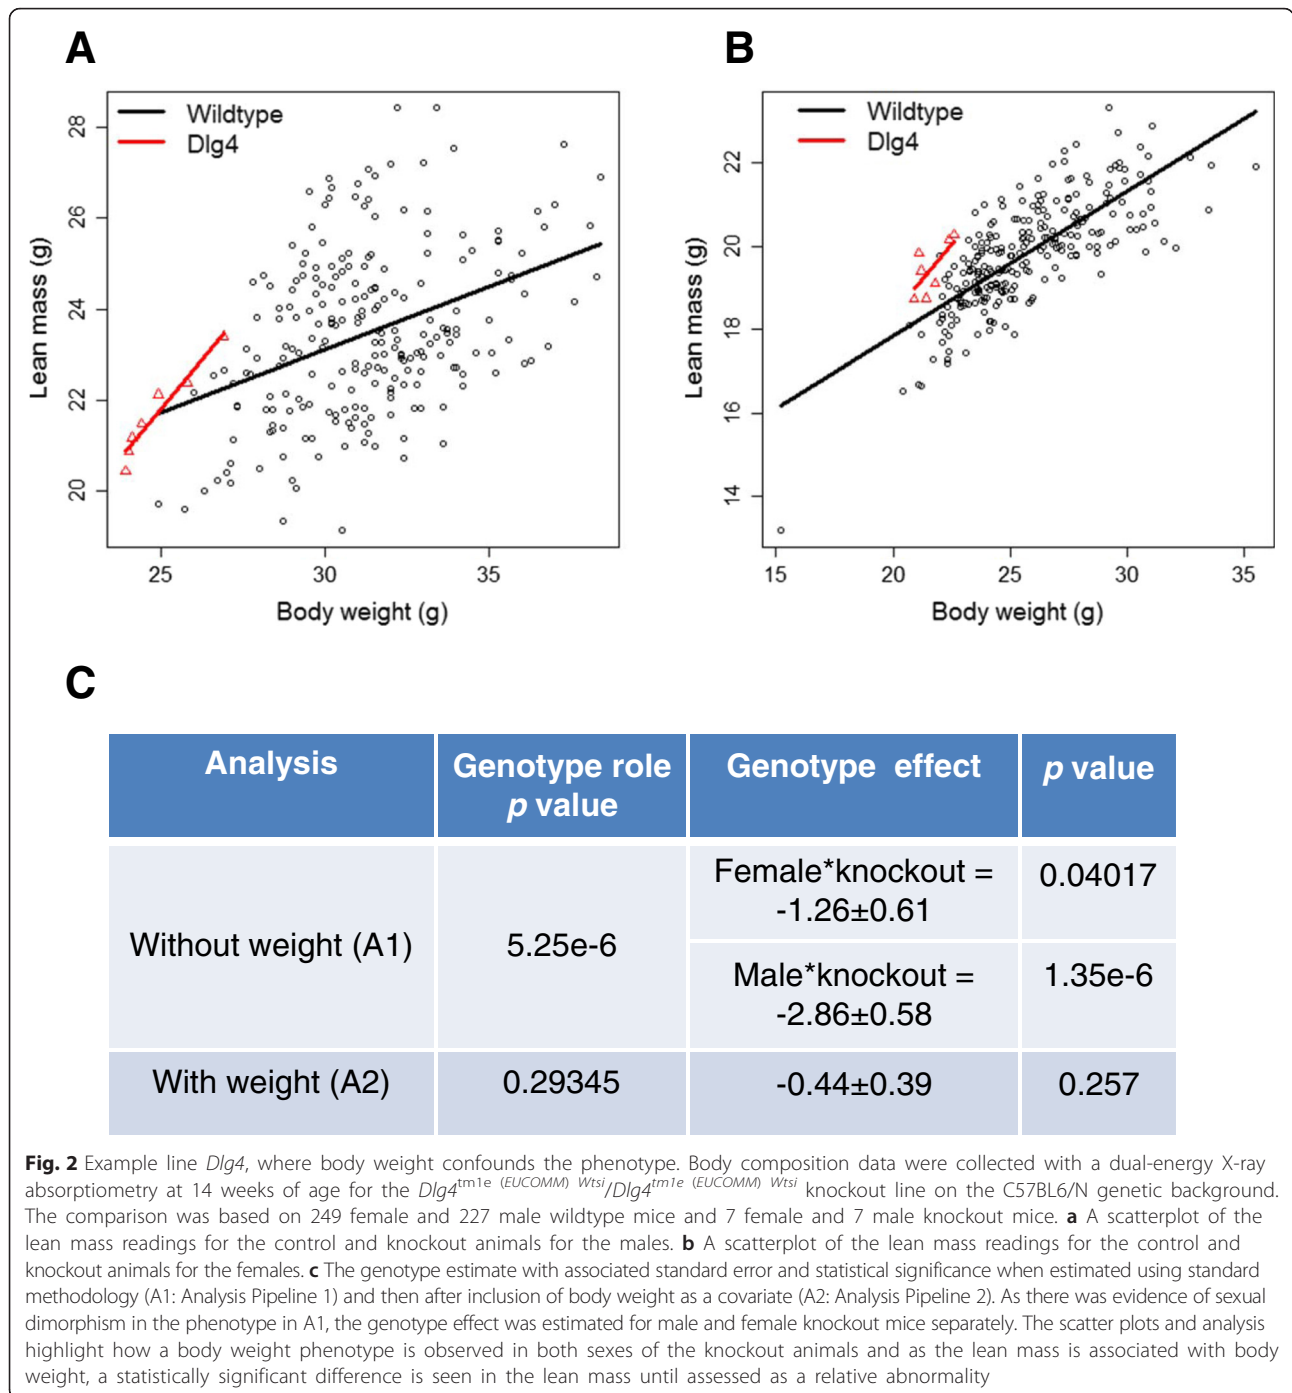 A
B
Wildtype
Dlg4
28
26
24
22
20
Lean mass (g)
25
30
35
Body weight (g)
Wildtype
Dlg4
22
20
18
16
14
Lean mass (g)
15
20
25
30
35
Body weight (g)
C
Analysis
Genotype role
p value
Genotype effect
p value
Without weight (A1)
5.25e-6
Female*knockout =
-1.26±0.61
0.04017
Male*knockout =
-2.86±0.58
1.35e-6
With weight (A2)
0.29345
-0.44±0.39
0.257
Fig. 2 Example line Dlg4, where body weight confounds the phenotype. Body composition data were collected with a dual-energy X-ray
absorptiometry at 14 weeks of age for the Dlg4tm1e (EUCOMM) Wtsi/Dlg4tm1e (EUCOMM) Wtsi knockout line on the C57BL6/N genetic background.
The comparison was based on 249 female and 227 male wildtype mice and 7 female and 7 male knockout mice. a A scatterplot of the
lean mass readings for the control and knockout animals for the males. b A scatterplot of the lean mass readings for the control and
knockout animals for the females. c The genotype estimate with associated standard error and statistical significance when estimated using standard
methodology (A1: Analysis Pipeline 1) and then after inclusion of body weight as a covariate (A2: Analysis Pipeline 2). As there was evidence of sexual
dimorphism in the phenotype in A1, the genotype effect was estimated for male and female knockout mice separately. The scatter plots and analysis
highlight how a body weight phenotype is observed in both sexes of the knockout animals and as the lean mass is associated with body
weight, a statistically significant difference is seen in the lean mass until assessed as a relative abnormality